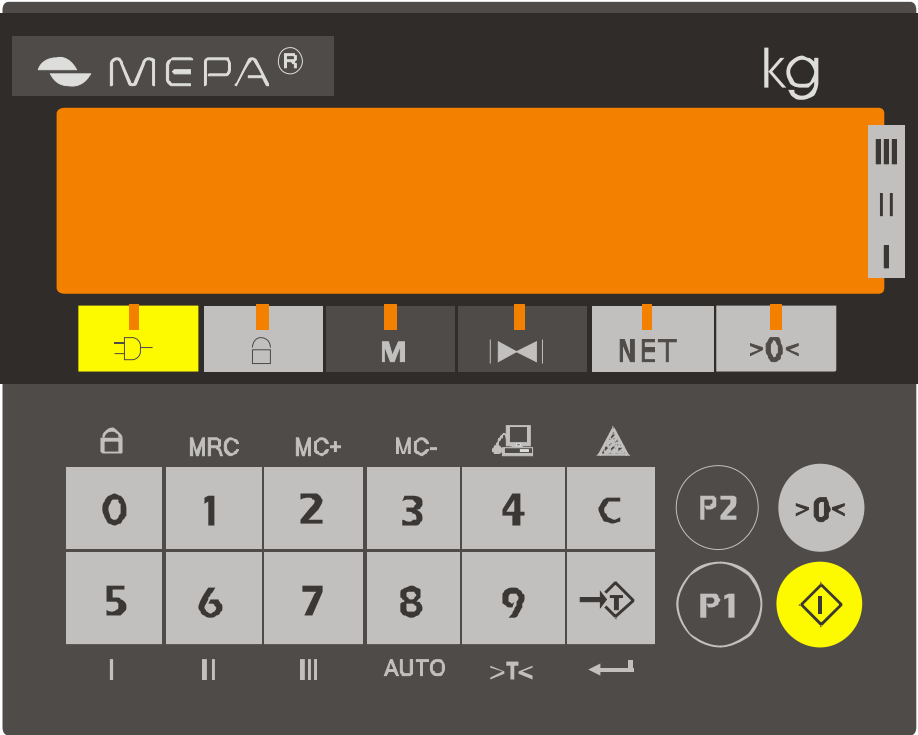 MEPA® kg
III
II
I
M NET >0<
MRC MC+ MC-
0 1 2 3 4 C P2 >0<
5 6 7 8 9 →T P1
I II III AUTO >T<